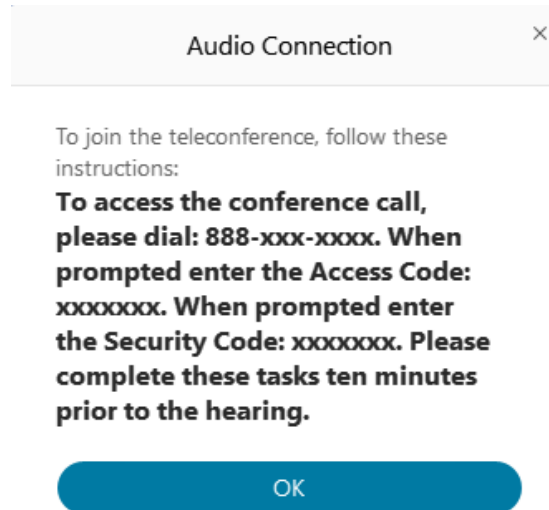 Audio Connection
To join the teleconference, follow these
instructions:
To access the conference call,
please dial: 888-xxx-xxxx. When
prompted enter the Access Code:
xxxxxxx. When prompted enter
the Security Code: xxxxxxx. Please
complete these tasks ten minutes
prior to the hearing.
OK